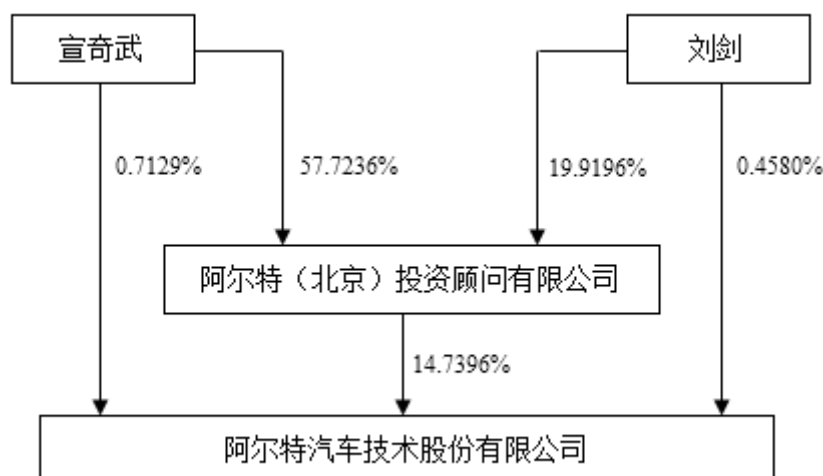 宣奇武
刘剑
0.7129%
57.7236%
19.9196%
0.4580%
阿尔特（北京）投资顾问有限公司
14.7396%
阿尔特汽车技术股份有限公司